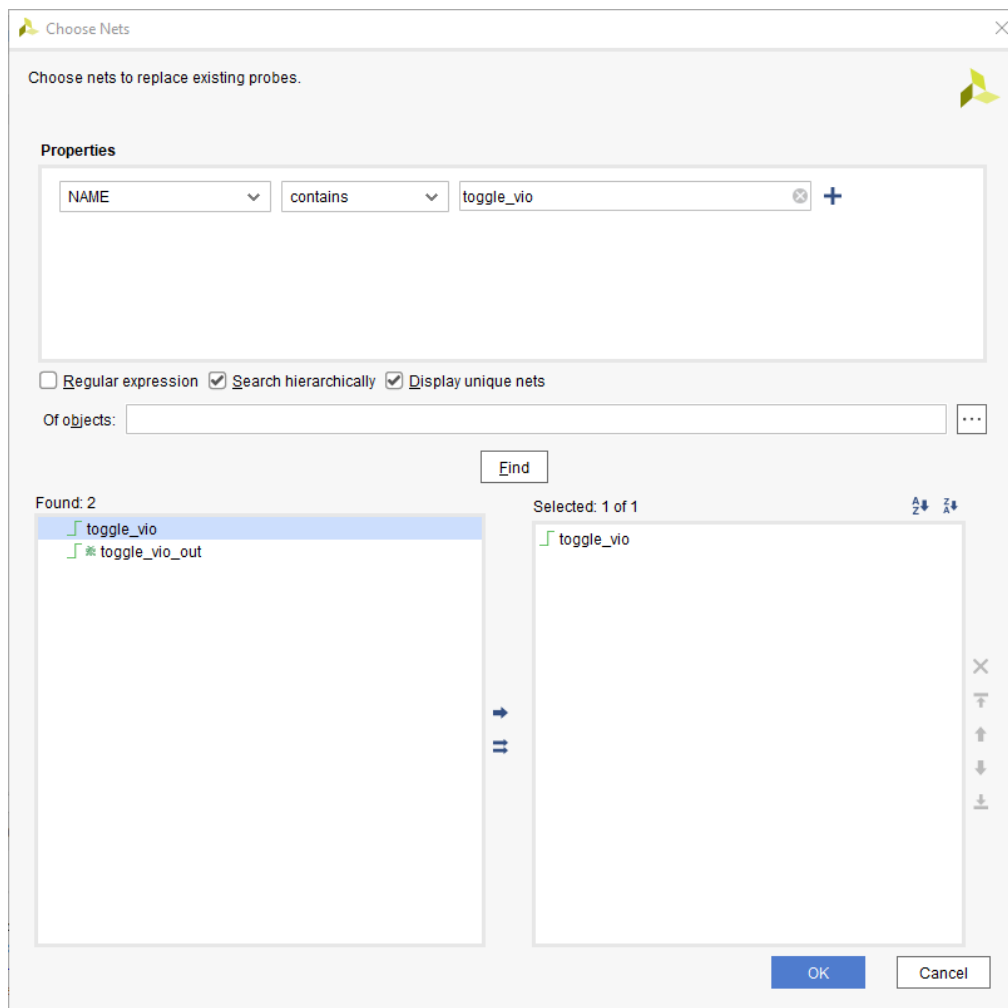 Choose Nets
Choose nets to replace existing probes.
Properties
NAME contains toggle_vio
Regular expression Search hierarchically Display unique nets
Of objects: ...
Find
Found: 2
Selected: 1 of 1
toggle_vio
toggle_vio_out
toggle_vio
OK Cancel